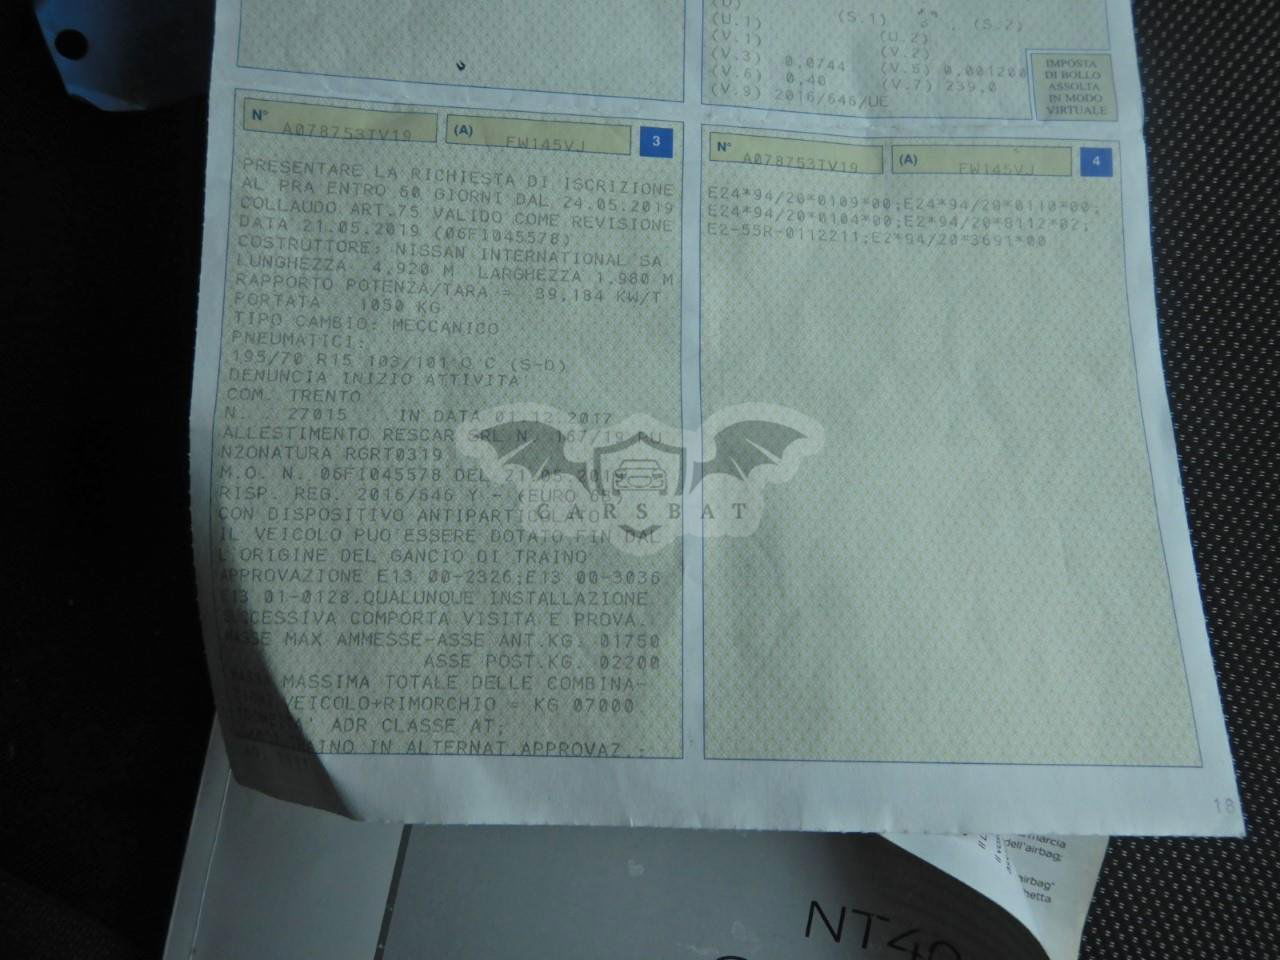 (U.1) (S.1) (S.2)
(V.1) (U.2)
(V.3) 0,0744 (V.2)
(V.6) 0,40 (V.5) 0,001200
(V.9) 2016/646/UE (V.7) 239,0
IMPOSTA
DI BOLLO
ASSOLTA
IN MODO
VIRTUALE
N° A078753TV19 (A) FW145VJ 3
PRESENTARE LA RICHIESTA DI ISCRIZIONE
AL PRA ENTRO 60 GIORNI DAL 24.05.2019
COLLAUDO ART.75 VALIDO COME REVISIONE
DATA 21.05.2019 (06FI045578)
COSTRUTTORE: NISSAN INTERNATIONAL SA
LUNGHEZZA 4,920 M LARGHEZZA 1,980 M
RAPPORTO POTENZA/TARA = 39,184 KW/T
PORTATA 1050 KG
TIPO CAMBIO: MECCANICO
PNEUMATICI:
195/70 R15 103/101 Q C (S-D)
DENUNCIA INIZIO ATTIVITA'
COM. TRENTO
N. . 27015 . . IN DATA 01.12.2017
ALLESTIMENTO RESCAR SRL N. 167/19 PU
NZONATURA RGRT0319
M.O. N. 06FI045578 DEL 21.05.2019
RISP. REG. 2016/646 Y - (EURO 6B)
CON DISPOSITIVO ANTIPARTICOLATO
IL VEICOLO PUO'ESSERE DOTATO FIN DAL
L'ORIGINE DEL GANCIO DI TRAINO
APPROVAZIONE E13 00-2326;E13 00-3036
E13 01-0128.QUALUNQUE INSTALLAZIONE
SUCCESSIVA COMPORTA VISITA E PROVA.
MASSE MAX AMMESSE-ASSE ANT.KG. 01750
ASSE POST.KG. 02200
MASSIMA TOTALE DELLE COMBINA-
VEICOLO+RIMORCHIO = KG 07000
ADR CLASSE AT;
IN ALTERNAT.APPROVAZ.:
N° A078753TV19 (A) FW145VJ 4
E24*94/20*0109*00;E24*94/20*0110*00;
E24*94/20*0104*00;E2*94/20*8112*02;
E2-55R-0112211;E2*94/20*3691*00
CARSBAT
18
marcia
dell'airbag;
airbag"
NT40